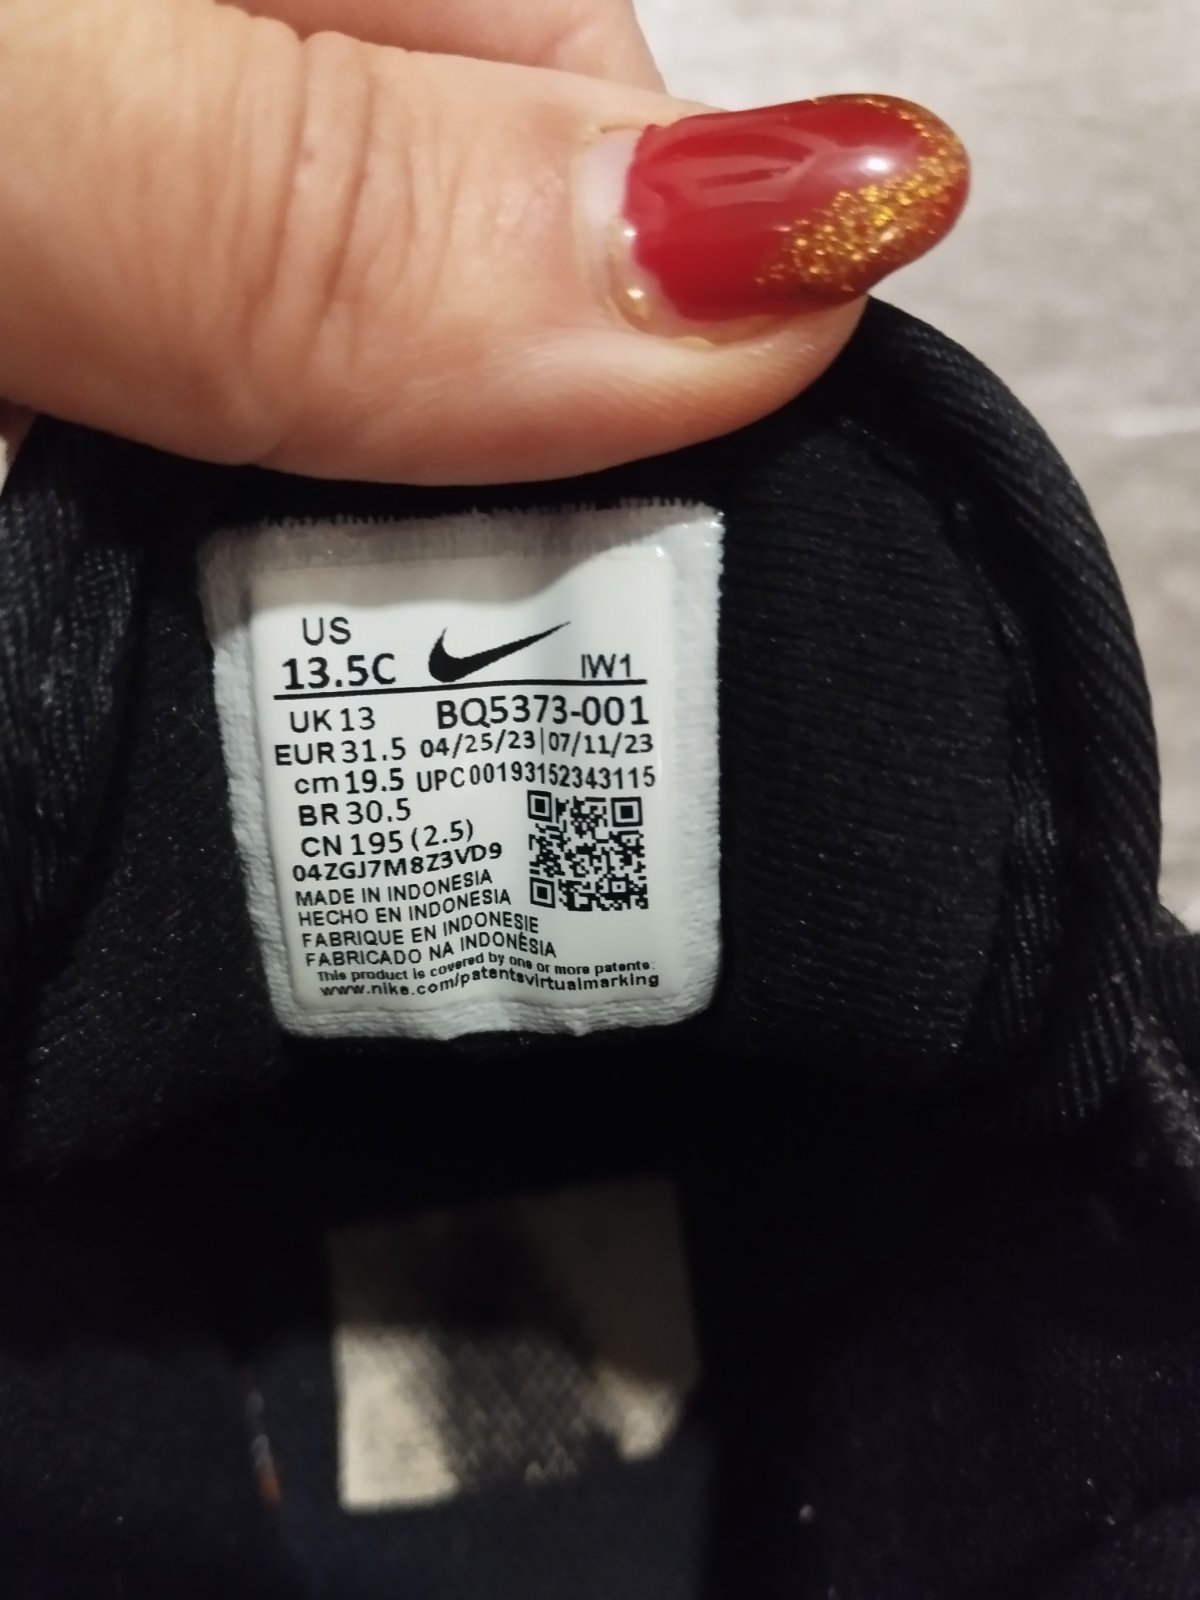 US
13.5C IW1
UK 13 BQ5373-001
EUR 31.5 04/25/23|07/11/23
cm 19.5 UPC00193152343115
BR 30.5
CN 195 (2.5)
04ZGJ7M8Z3VD9
MADE IN INDONESIA
HECHO EN INDONESIA
FABRIQUE EN INDONESIE
FABRICADO NA INDONÉSIA
This product is covered by one or more patents:
www.nike.com/patentsvirtualmarking